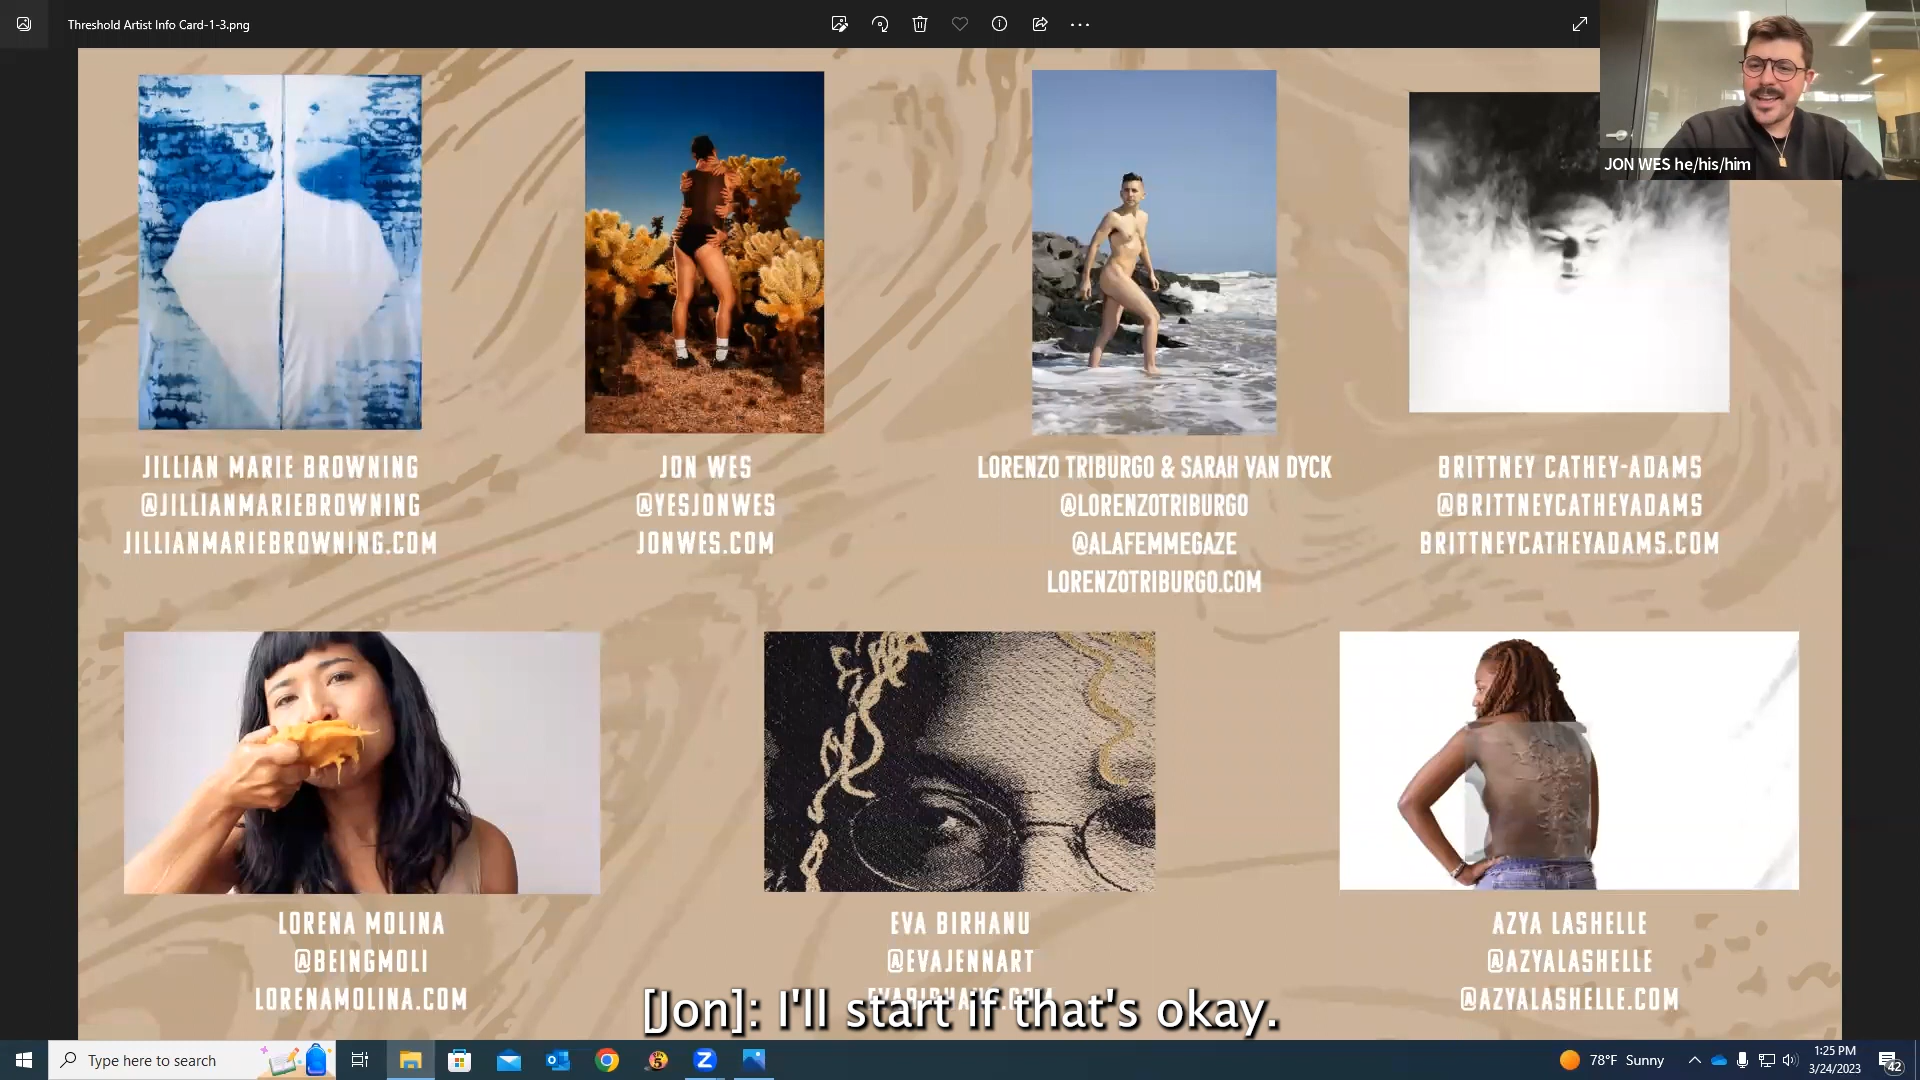 Threshold Artist Info Card-1-3.png
JON WES he/his/him
JILLIAN MARIE BROWNING
@JILLIANMARIEBROWNING
JILLIANMARIEBROWNING.COM
JON WES
@YESJONWES
JONWES.COM
LORENZO TRIBURGO & SARAH VAN DYCK
@LORENZOTRIBURGO
@ALAFEMMEGAZE
LORENZOTRIBURGO.COM
BRITTNEY CATHEY-ADAMS
@BRITTNEYCATHEYADAMS
BRITTNEYCATHEYADAMS.COM
LORENA MOLINA
@BEINGMOLI
LORENAMOLINA.COM
EVA BIRHANU
@EVAJENNART
EVABIRHANU.COM
AZYA LASHELLE
@AZYALASHELLE
@AZYALASHELLE.COM
[Jon]: I'll start if that's okay.
Type here to search
78°F Sunny
1:25 PM
3/24/2023
42